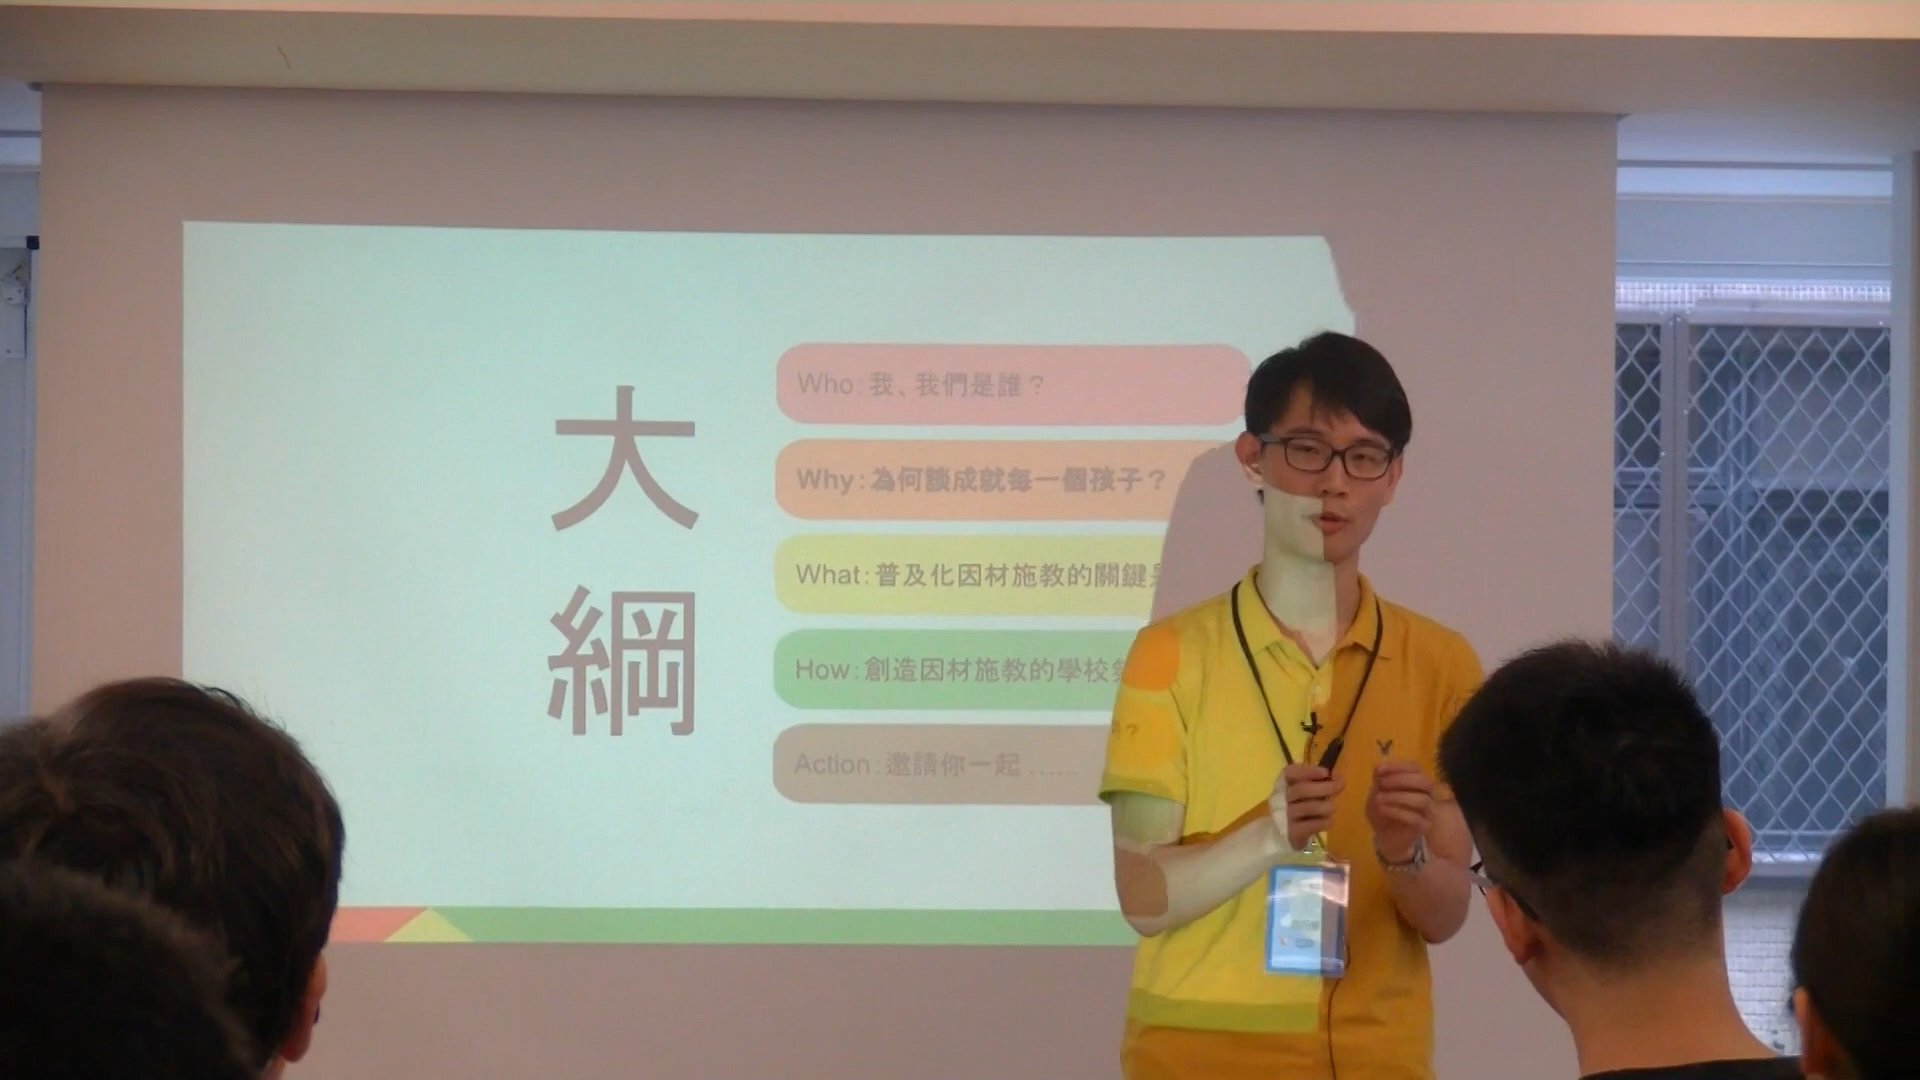 大綱
Who：我、我們是誰？
Why：為何談成就每一個孩子？
What：普及化因材施教的關鍵
How：創造因材施教的學校
Action：邀請你一起……